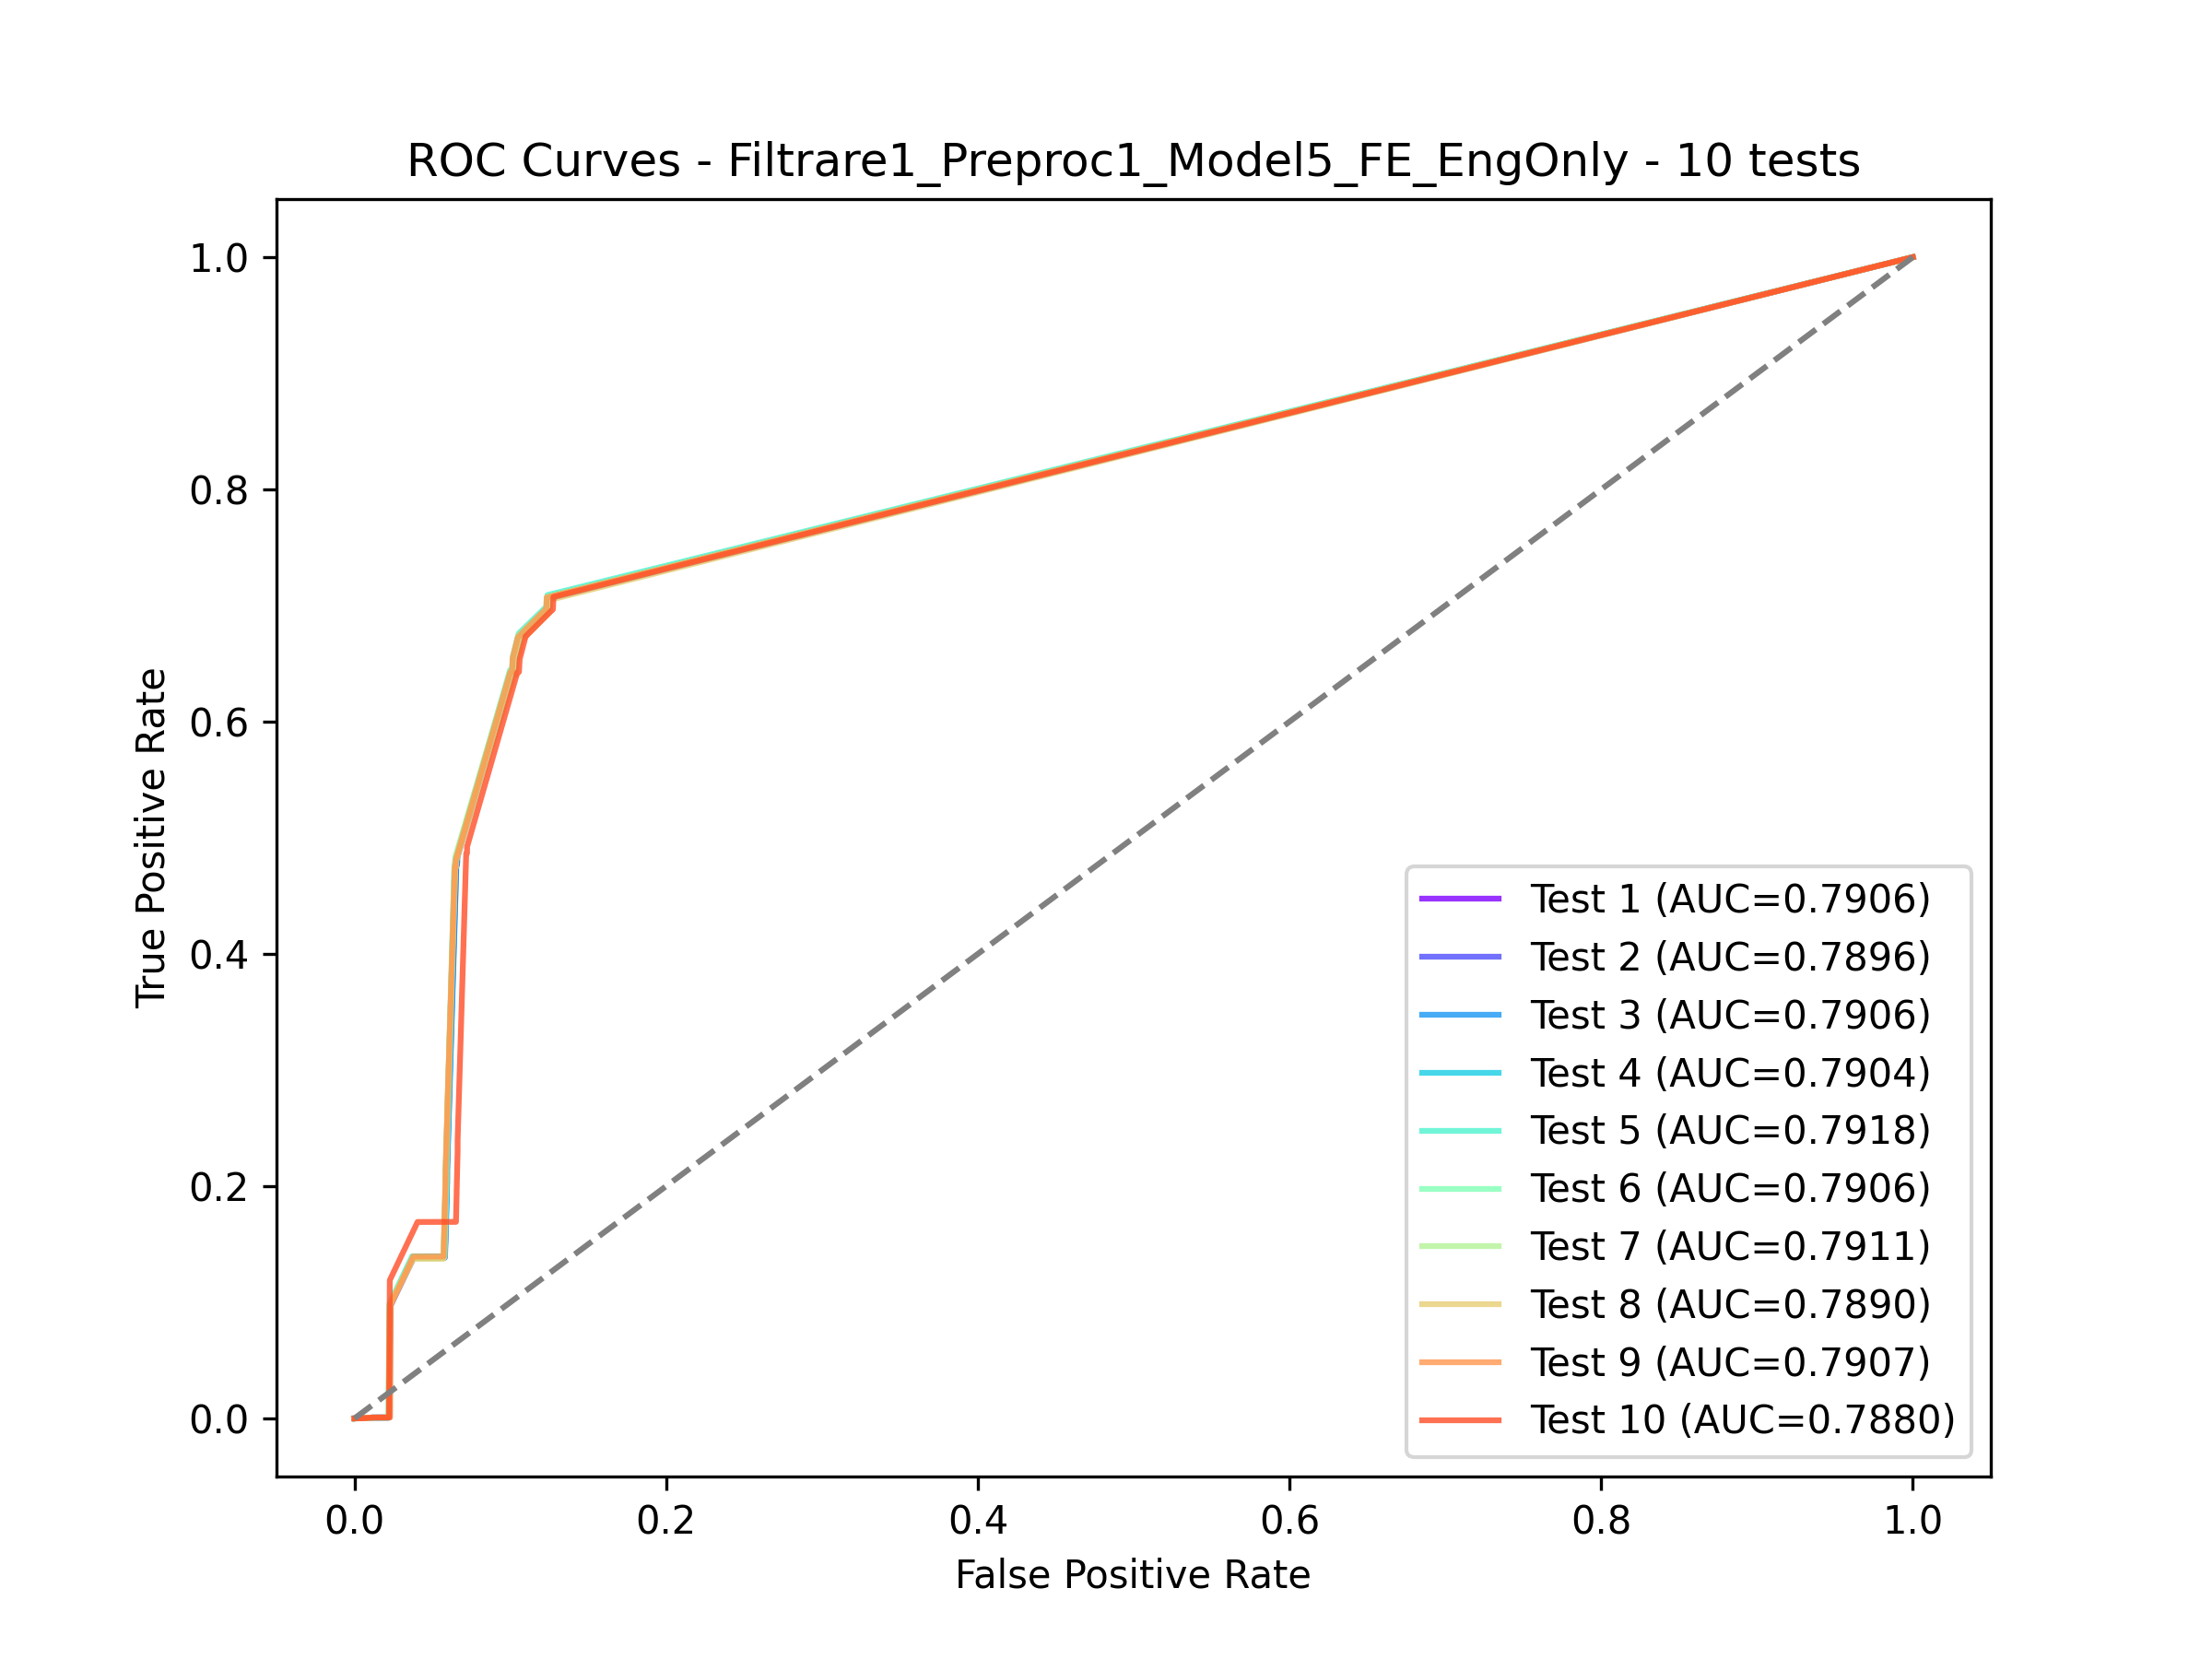 ROC Curves - Filtrare1_Preproc1_Model5_FE_EngOnly - 10 tests
True Positive Rate
1.0
0.8
0.6
0.4
0.2
0.0
Test 1 (AUC=0.7906)
Test 2 (AUC=0.7896)
Test 3 (AUC=0.7906)
Test 4 (AUC=0.7904)
Test 5 (AUC=0.7918)
Test 6 (AUC=0.7906)
Test 7 (AUC=0.7911)
Test 8 (AUC=0.7890)
Test 9 (AUC=0.7907)
Test 10 (AUC=0.7880)
0.0 0.2 0.4 0.6 0.8 1.0
False Positive Rate